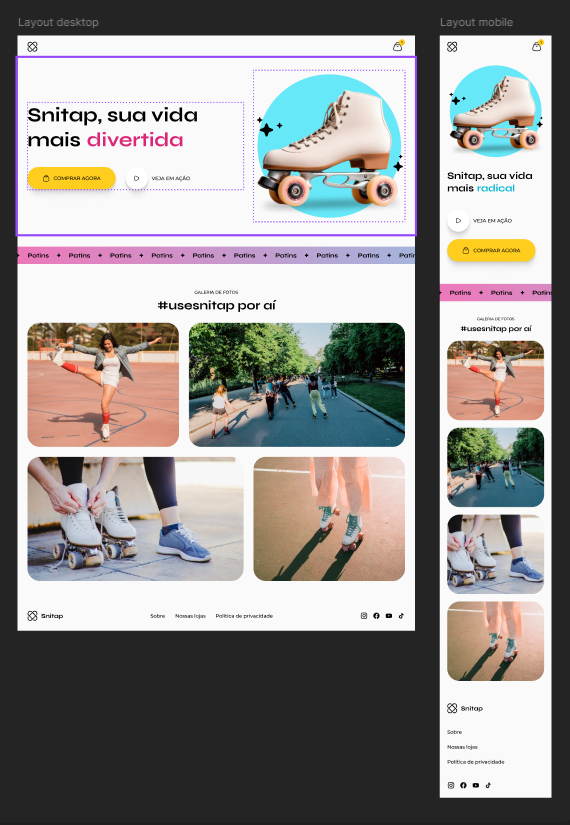 Layout desktop
Snitap, sua vida
mais divertida
COMPRAR AGORA
VEJA EM AÇÃO
Patins Patins Patins Patins Patins Patins Patins Patins Patins Patin
GALERIA DE FOTOS
#usesnitap por aí
Snitap
Sobre Nossas lojas Política de privacidade
Layout mobile
Snitap, sua vida
mais radical
VEJA EM AÇÃO
COMPRAR AGORA
Patins Patins Patins
GALERIA DE FOTOS
#usesnitap por aí
Snitap
Sobre
Nossas lojas
Política de privacidade